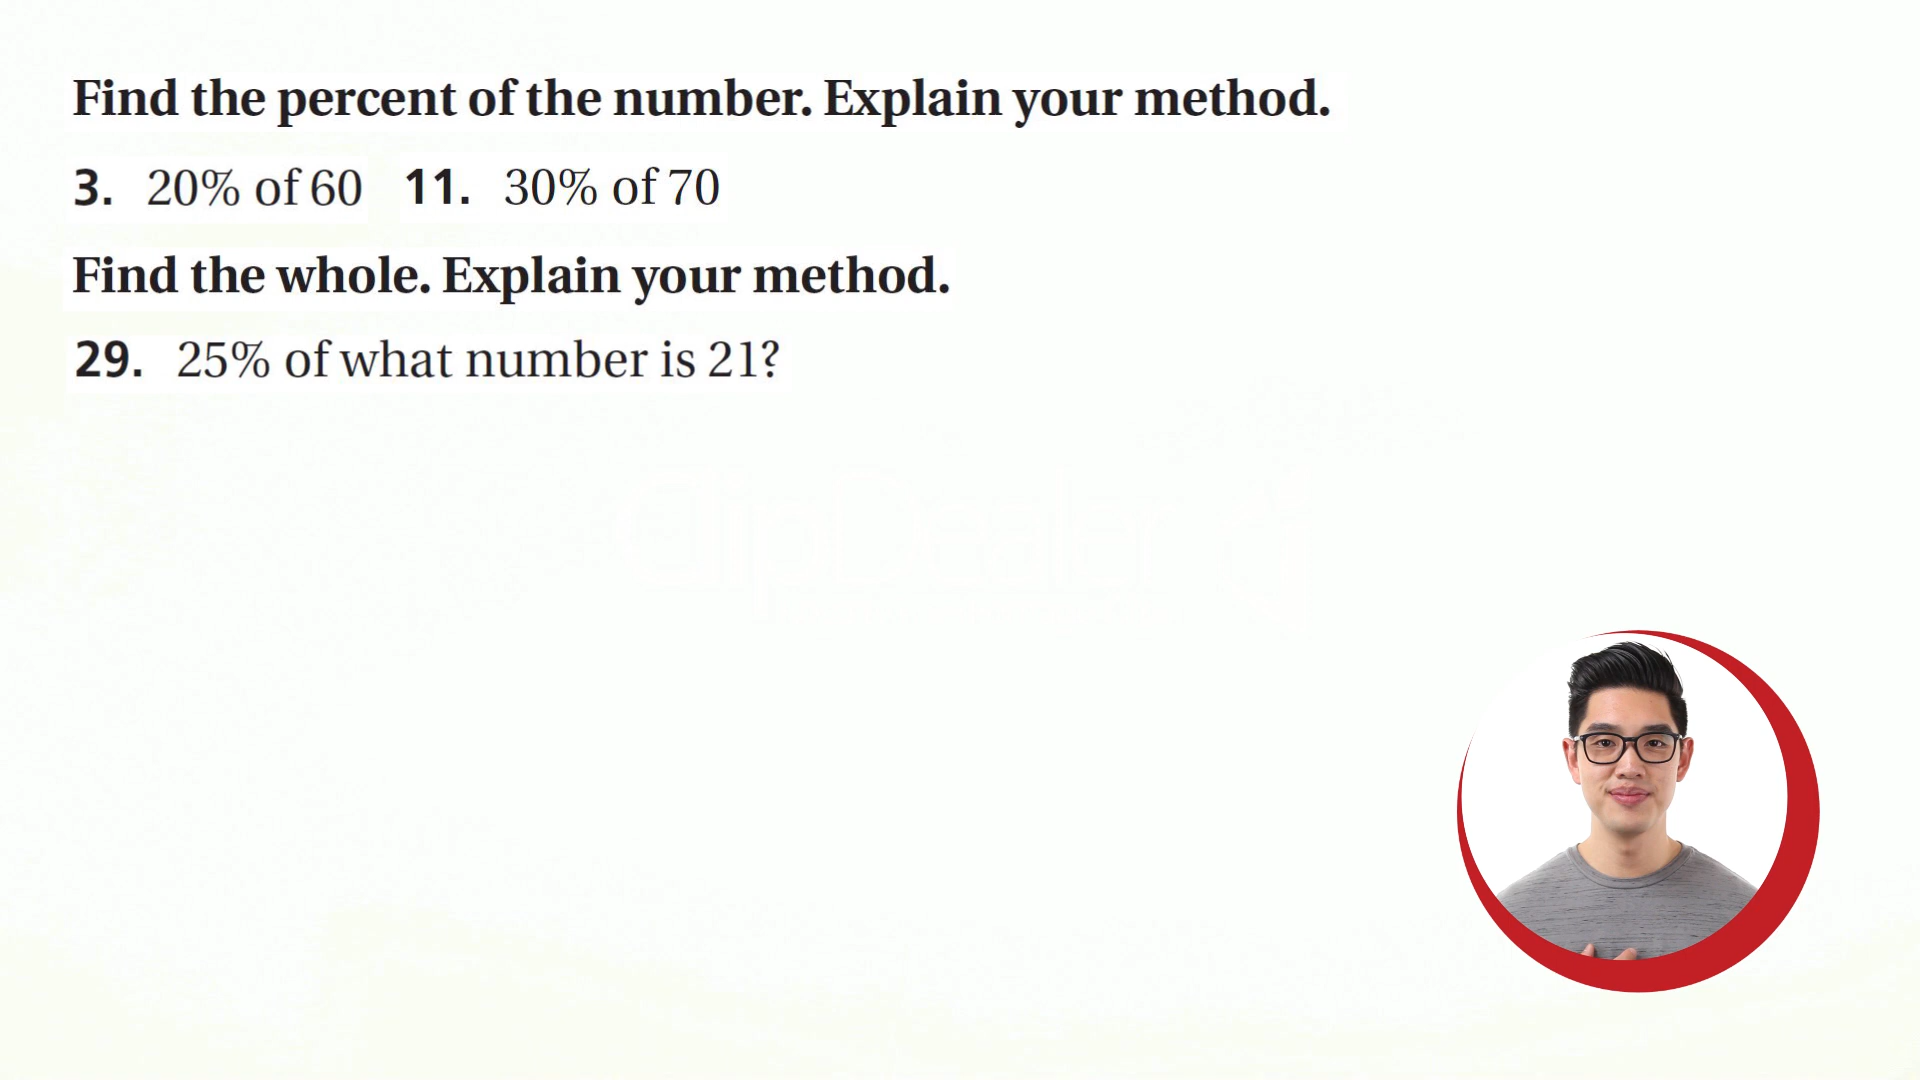 Find the percent of the number. Explain your method.
3. 20% of 60 11. 30% of 70
Find the whole. Explain your method.
29. 25% of what number is 21?